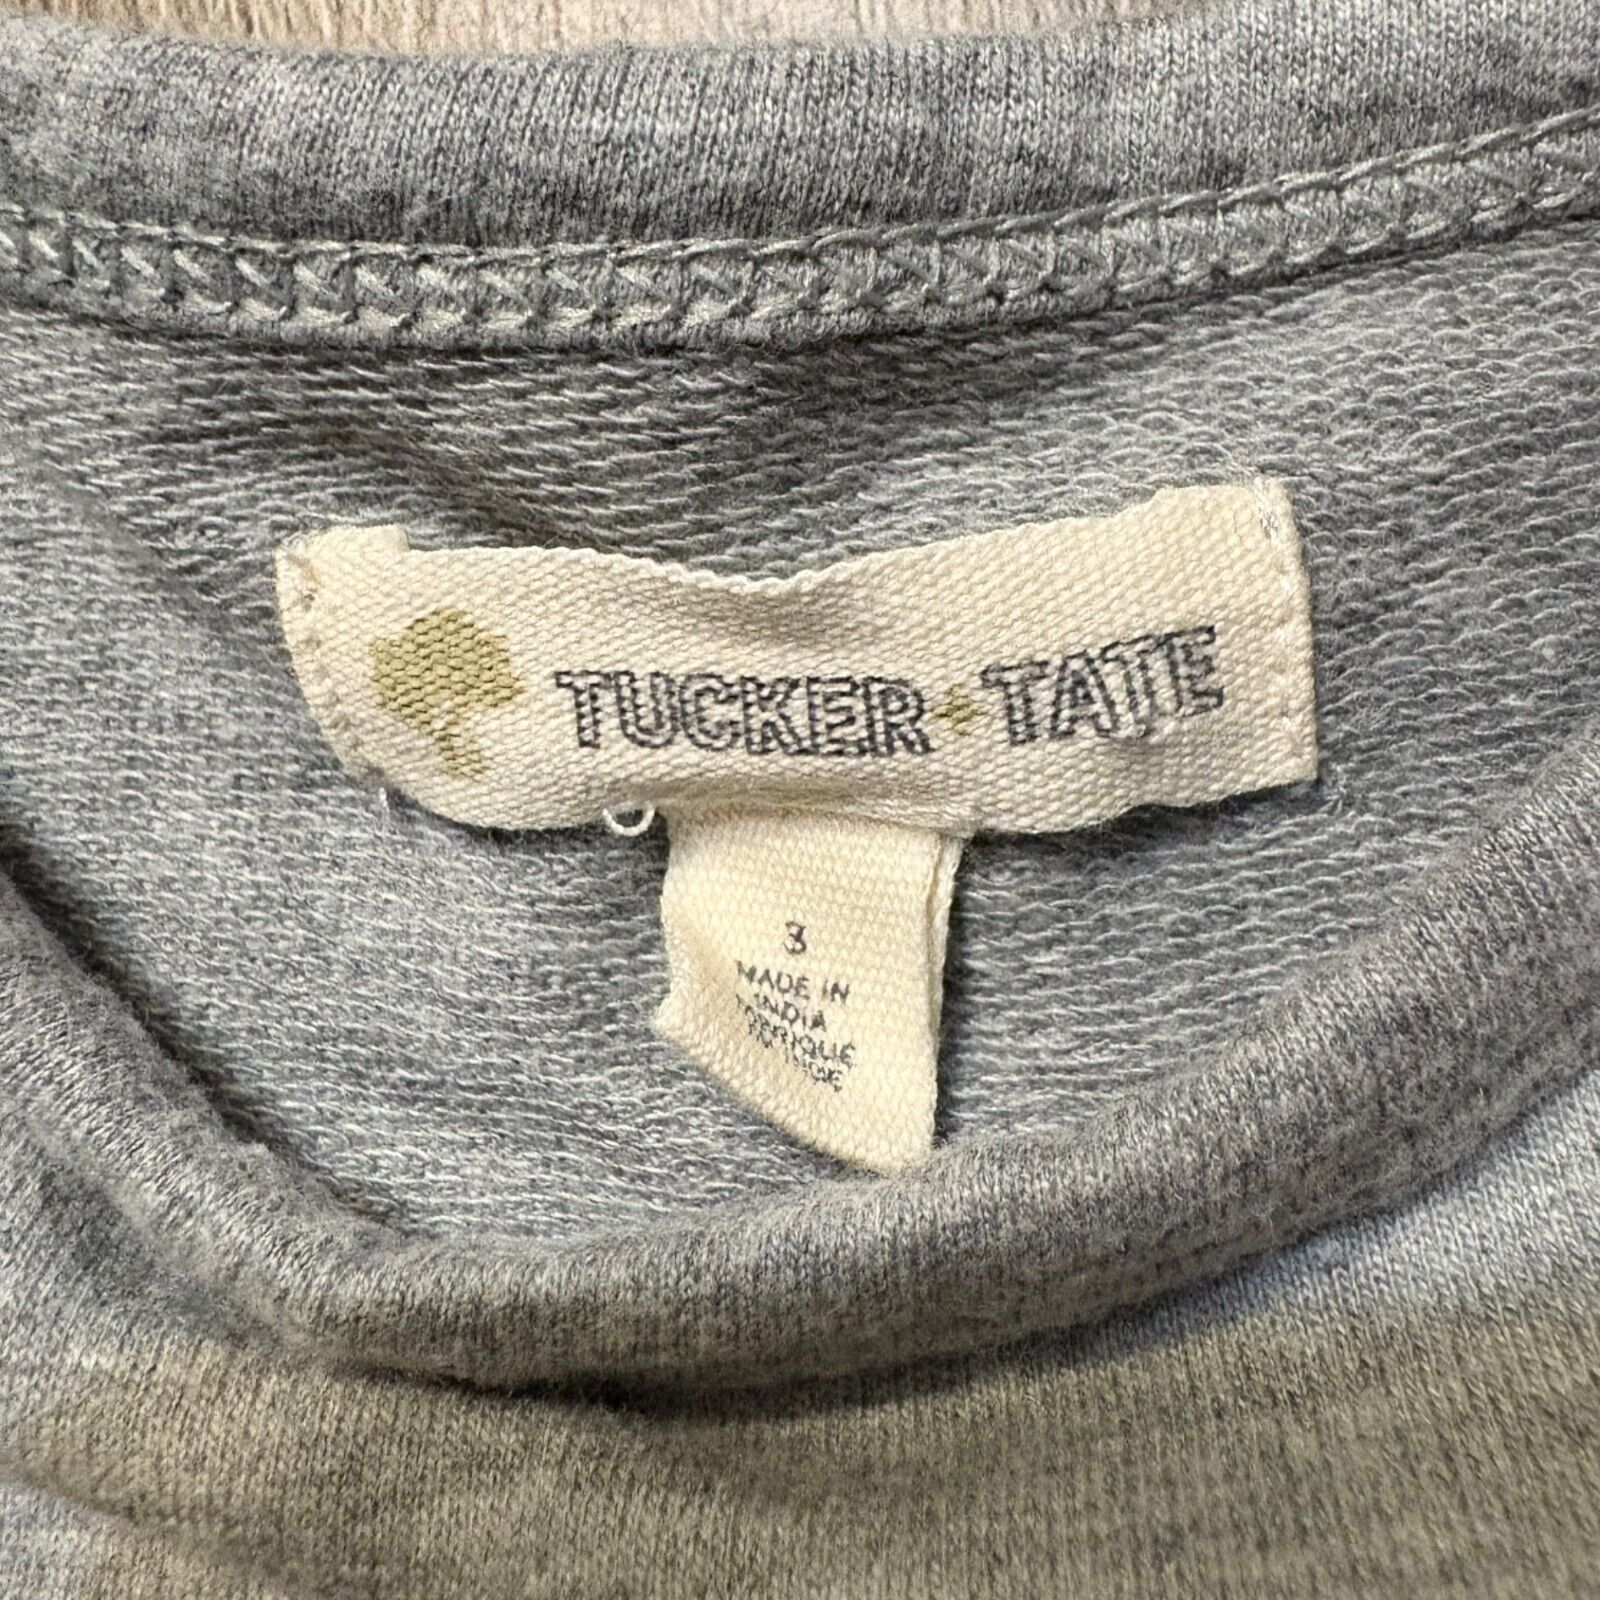 TUCKER + TATE
3
MADE IN
INDIA